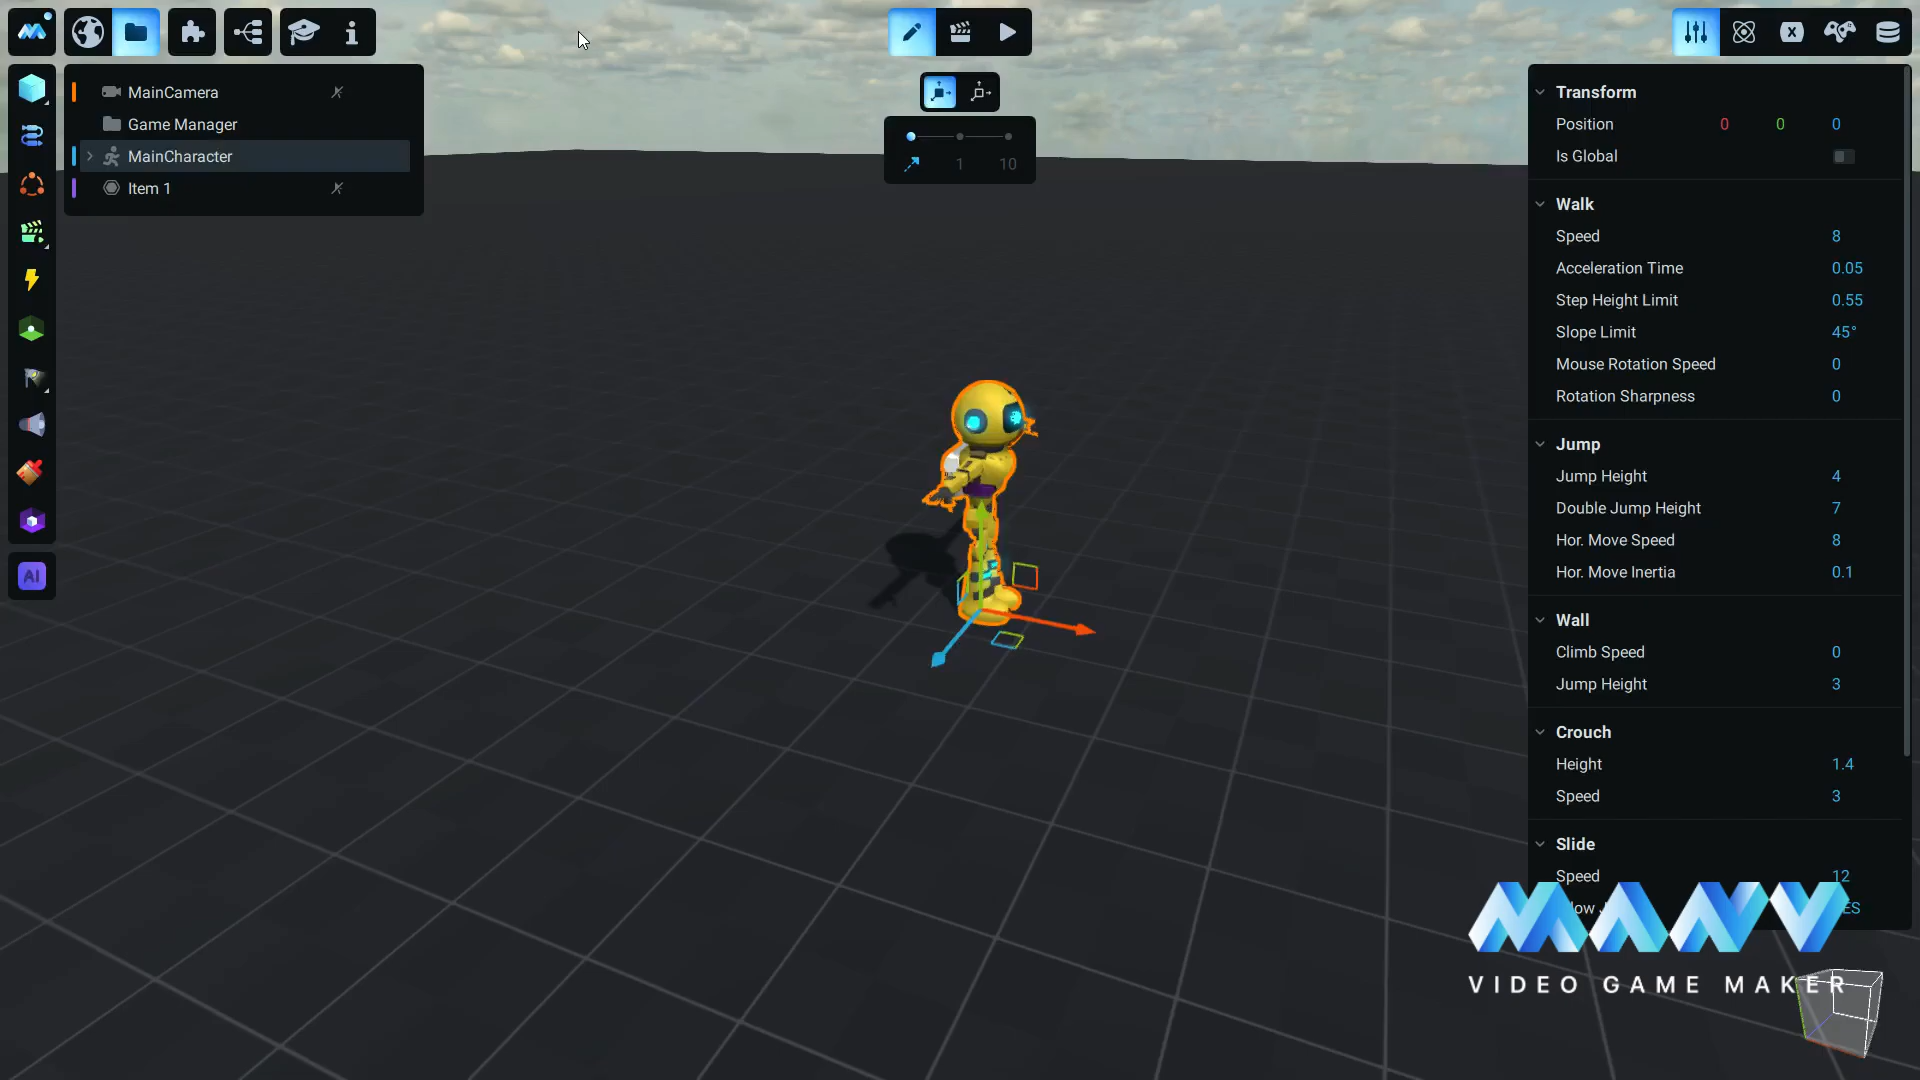 MainCamera
Game Manager
MainCharacter
Item 1
AI
1 10
X
Transform
Position 0 0 0
Is Global
Walk
Speed 8
Acceleration Time 0.05
Step Height Limit 0.55
Slope Limit 45°
Mouse Rotation Speed 0
Rotation Sharpness 0
Jump
Jump Height 4
Double Jump Height 7
Hor. Move Speed 8
Hor. Move Inertia 0.1
Wall
Climb Speed 0
Jump Height 3
Crouch
Height 1.4
Speed 3
Slide
Speed 12
MANU
VIDEO GAME MAKER